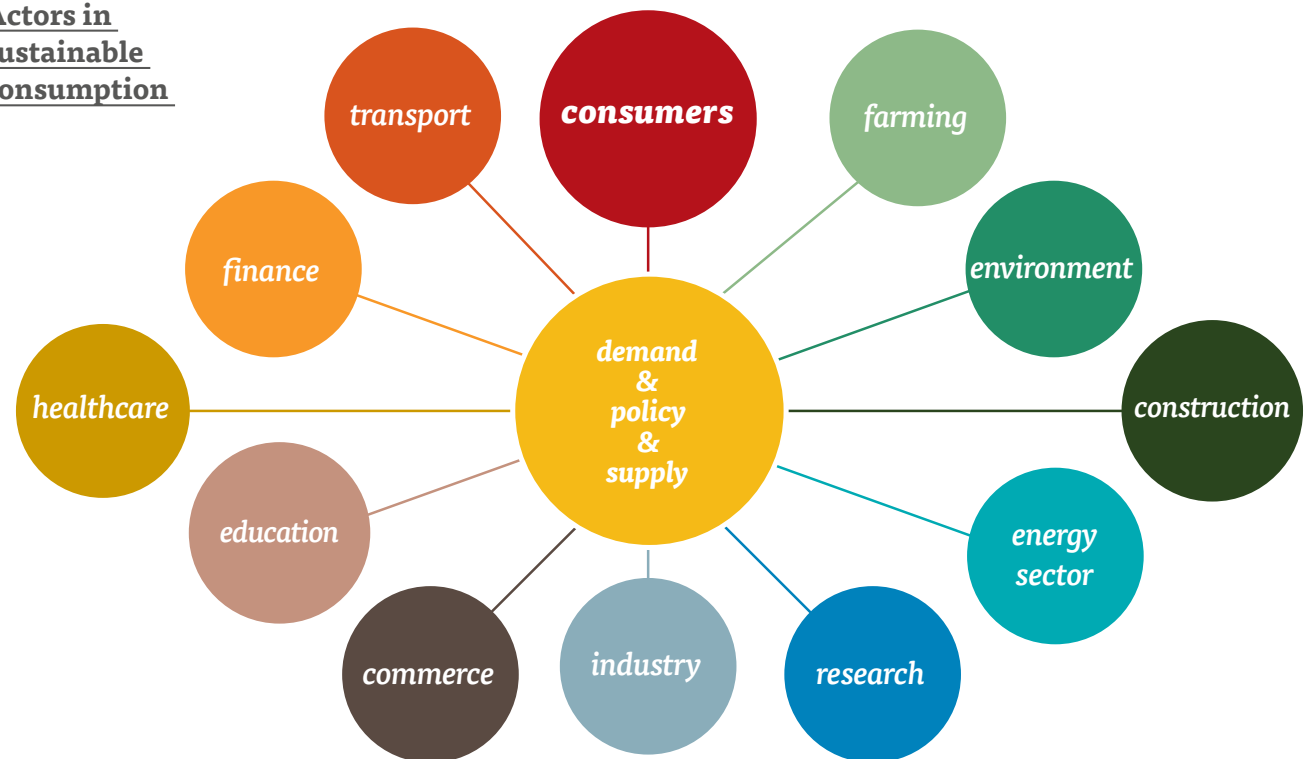 Actors in
ustainable
onsumption
transport
consumers
farming
finance
environment
healthcare
demand
&
policy
&
supply
construction
education
energy
sector
commerce
industry
research